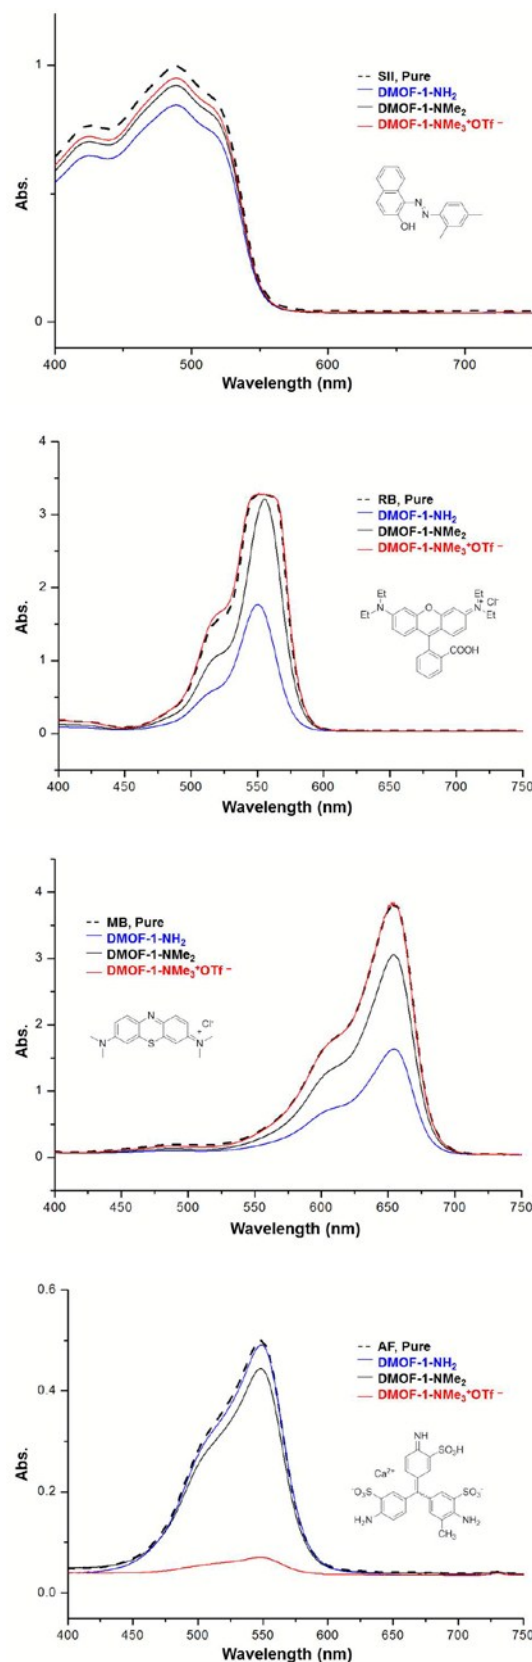 1
0
Abs.
SII, Pure
DMOF-1-NH₂
DMOF-1-NMe₂
DMOF-1-NMe₃⁺OTf⁻
N
N
OH
400 500 600 700
Wavelength (nm)
4
3
2
1
0
Abs.
RB, Pure
DMOF-1-NH₂
DMOF-1-NMe₂
DMOF-1-NMe₃⁺OTf⁻
Et Et
Et N O N⁺ Cl⁻
Et Et
COOH
400 450 500 550 600 650 700 750
Wavelength (nm)
4
3
2
1
0
Abs.
MB, Pure
DMOF-1-NH₂
DMOF-1-NMe₂
DMOF-1-NMe₃⁺OTf⁻
N Cl⁻
N S N⁺
400 450 500 550 600 650 700 750
Wavelength (nm)
0.6
0.4
0.2
0.0
Abs.
AF, Pure
DMOF-1-NH₂
DMOF-1-NMe₂
DMOF-1-NMe₃⁺OTf⁻
NH
SO₃H
Ca²⁺
⁻O₃S SO₃⁻
H₂N NH₂
400 450 500 550 600 650 700 750
Wavelength (nm)